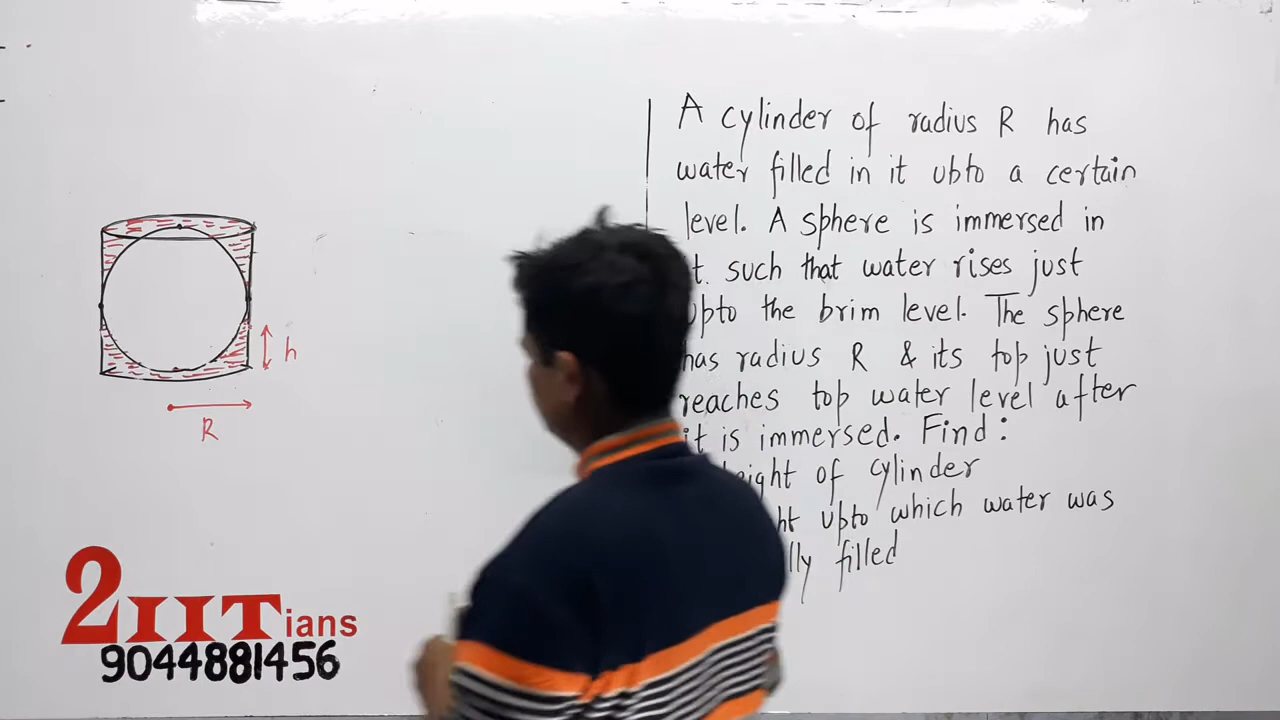 A cylinder of radius R has
water filled in it upto a certain
level. A sphere is immersed in
t. such that water rises just
upto the brim level. The sphere
has radius R & its top just
reaches top water level after
it is immersed. Find:
eight of cylinder
ht upto which water was
lly filled
h
R
2IITians
9044881456